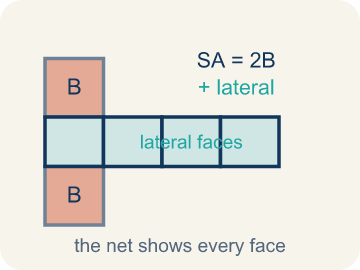 SA = 2B
+ lateral
B
lateral faces
B
the net shows every face